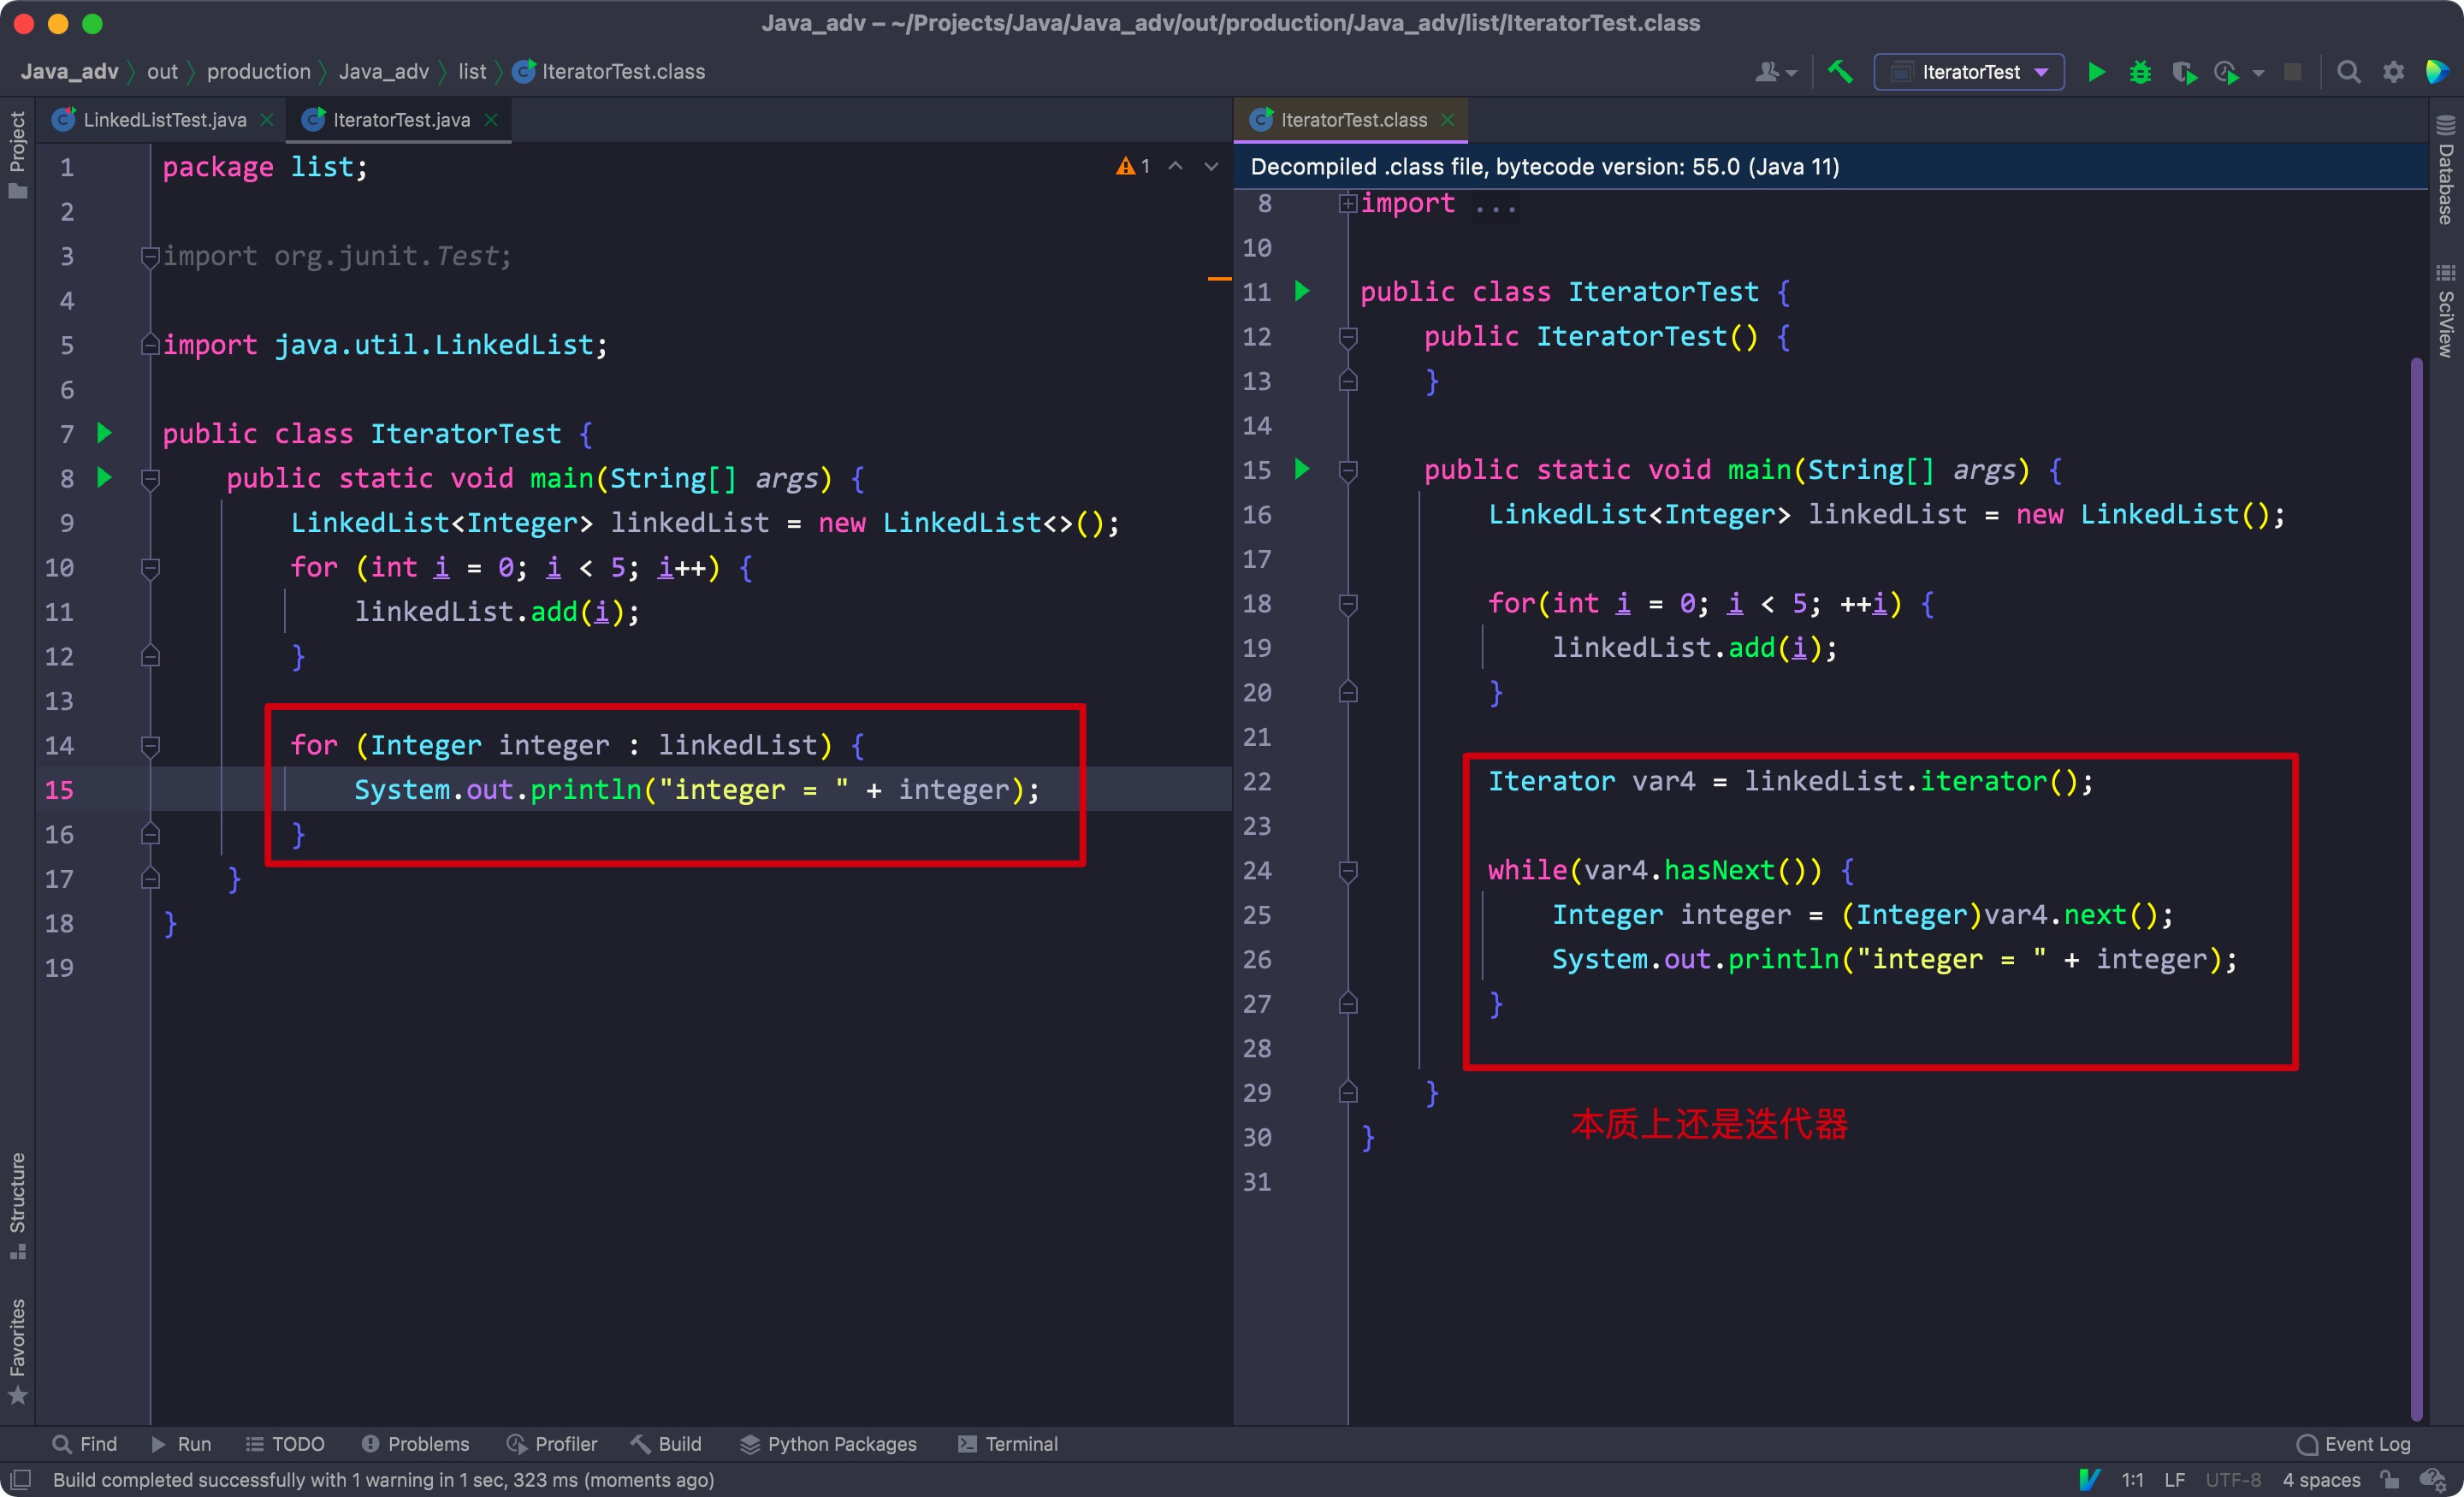 Java_adv – ~/Projects/Java/Java_adv/out/production/Java_adv/list/IteratorTest.class
Java_adv out production Java_adv list IteratorTest.class
IteratorTest
Project
LinkedListTest.java IteratorTest.java
1 package list;
1
2
3 import org.junit.Test;
4
5 import java.util.LinkedList;
6
7 public class IteratorTest {
8 public static void main(String[] args) {
9 LinkedList<Integer> linkedList = new LinkedList<>();
10 for (int i = 0; i < 5; i++) {
11 linkedList.add(i);
12 }
13
14 for (Integer integer : linkedList) {
15 System.out.println("integer = " + integer);
16 }
17 }
18 }
19
IteratorTest.class
Decompiled .class file, bytecode version: 55.0 (Java 11)
8 import ...
10
11 public class IteratorTest {
12 public IteratorTest() {
13 }
14
15 public static void main(String[] args) {
16 LinkedList<Integer> linkedList = new LinkedList();
17
18 for(int i = 0; i < 5; ++i) {
19 linkedList.add(i);
20 }
21
22 Iterator var4 = linkedList.iterator();
23
24 while(var4.hasNext()) {
25 Integer integer = (Integer)var4.next();
26 System.out.println("integer = " + integer);
27 }
28
29 }
本质上还是迭代器
30 }
31
Database
SciView
Structure
Favorites
Find Run TODO Problems Profiler Build Python Packages Terminal Event Log
Build completed successfully with 1 warning in 1 sec, 323 ms (moments ago) 1:1 LF UTF-8 4 spaces